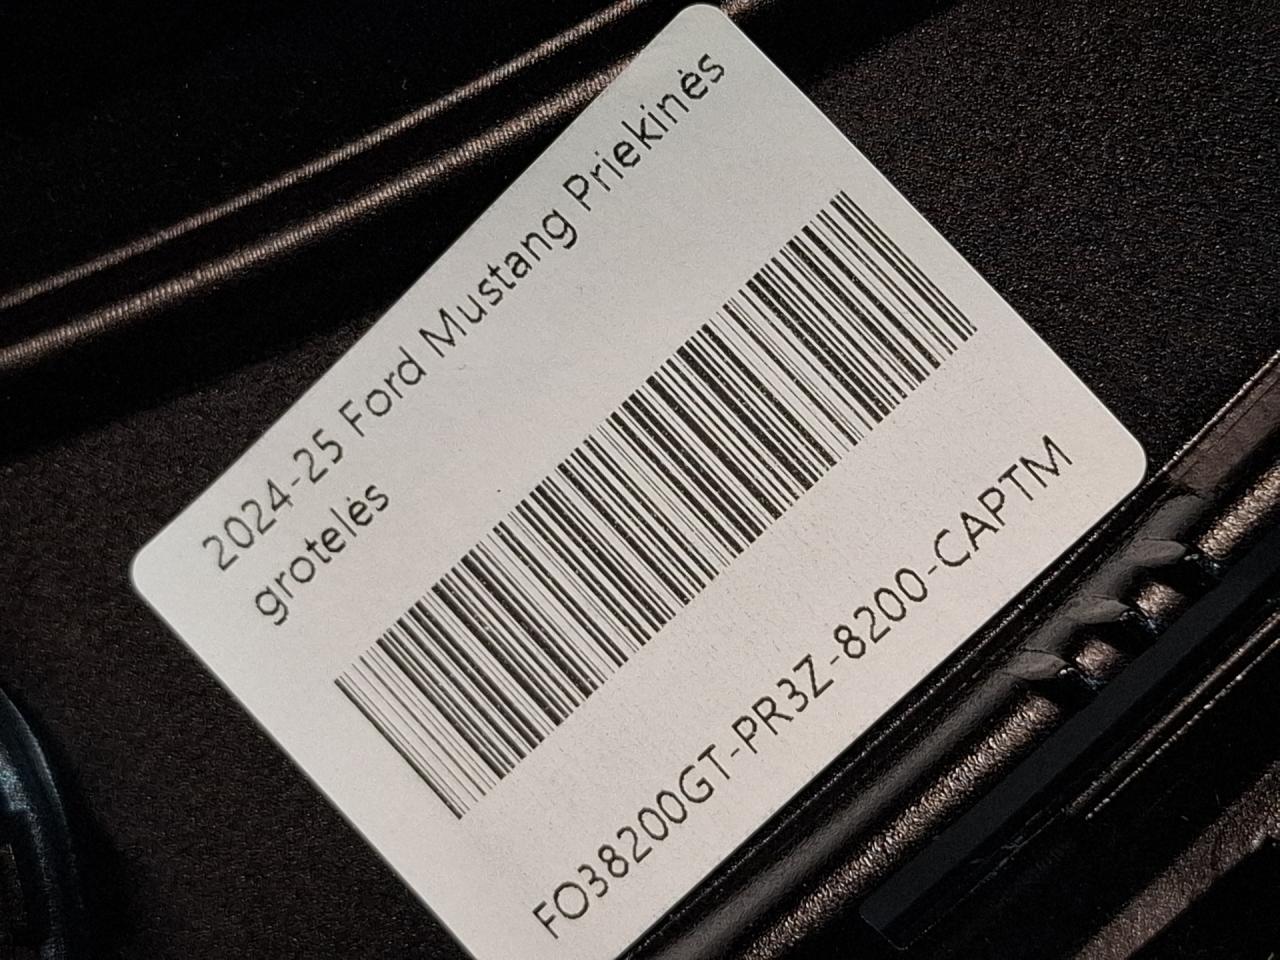 2024-25 Ford Mustang Priekinės
grotelės
FO38200GT-PR3Z-8200-CAPTM